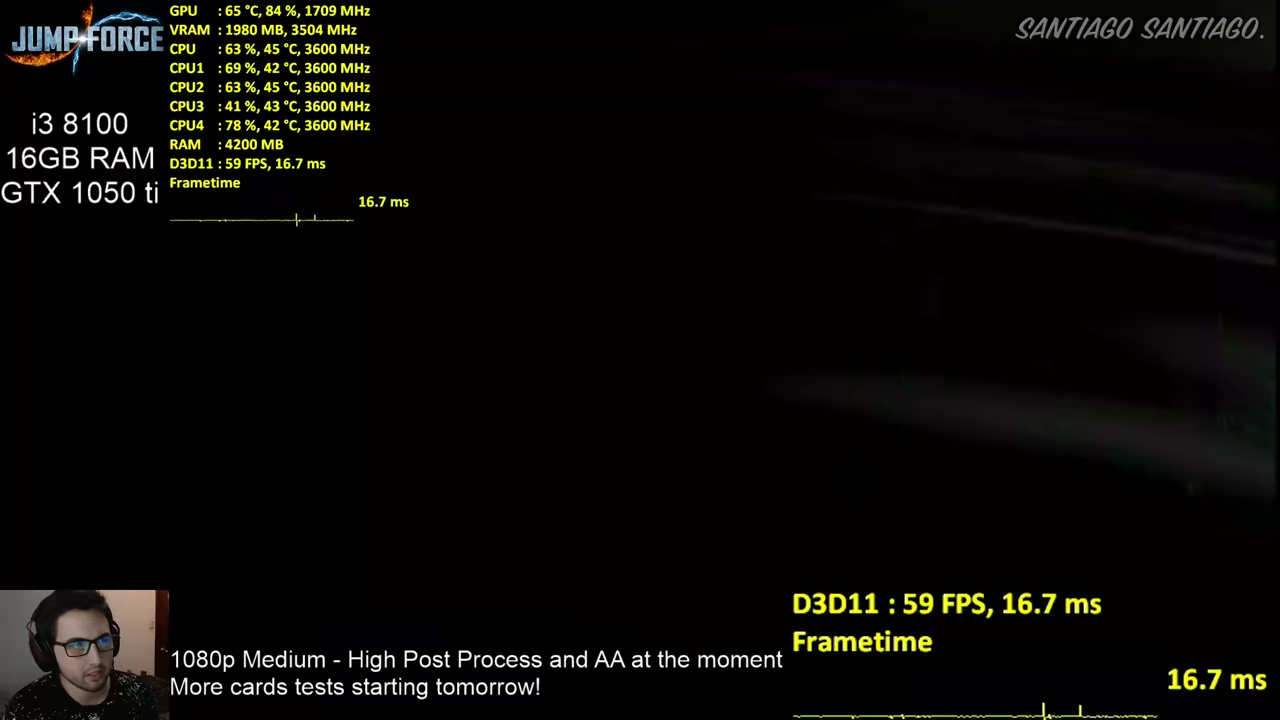 JUMP FORCE
i3 8100
16GB RAM
GTX 1050 ti
GPU : 65 °C, 84 %, 1709 MHz
VRAM : 1980 MB, 3504 MHz
CPU : 63 %, 45 °C, 3600 MHz
CPU1 : 69 %, 42 °C, 3600 MHz
CPU2 : 63 %, 45 °C, 3600 MHz
CPU3 : 41 %, 43 °C, 3600 MHz
CPU4 : 78 %, 42 °C, 3600 MHz
RAM : 4200 MB
D3D11 : 59 FPS, 16.7 ms
Frametime
16.7 ms
SANTIAGO SANTIAGO.
1080p Medium - High Post Process and AA at the moment
More cards tests starting tomorrow!
D3D11 : 59 FPS, 16.7 ms
Frametime
16.7 ms